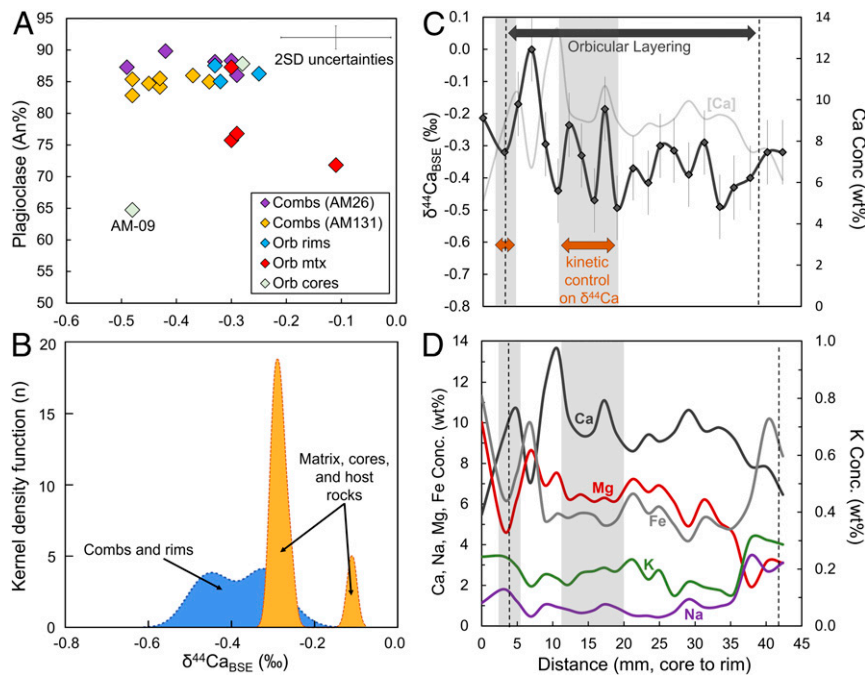 A
95
90
85
80
75
70
65
60
55
50
Plagioclase (An%)
2SD uncertainties
AM-09
Combs (AM26)
Combs (AM131)
Orb rims
Orb mtx
Orb cores
-0.6 -0.5 -0.4 -0.3 -0.2 -0.1 0.0
B
20
15
10
5
0
Kernel density function (n)
Matrix, cores,
and host
rocks
Combs and rims
-0.8 -0.6 -0.4 -0.2 0.0
δ⁴⁴Ca_BSE (‰)
C
0.1
0.0
-0.1
-0.2
-0.3
-0.4
-0.5
-0.6
-0.7
-0.8
δ⁴⁴Ca_BSE (‰)
Orbicular Layering
[Ca]
kinetic
control
on δ⁴⁴Ca
14
12
10
8
6
4
2
0
Ca Conc (wt%)
D
14
12
10
8
6
4
2
0
Ca, Na, Mg, Fe Conc. (wt%)
Ca
Mg
Fe
K
Na
1.0
0.8
0.6
0.4
0.2
0.0
K Conc. (wt%)
0 5 10 15 20 25 30 35 40 45
Distance (mm, core to rim)